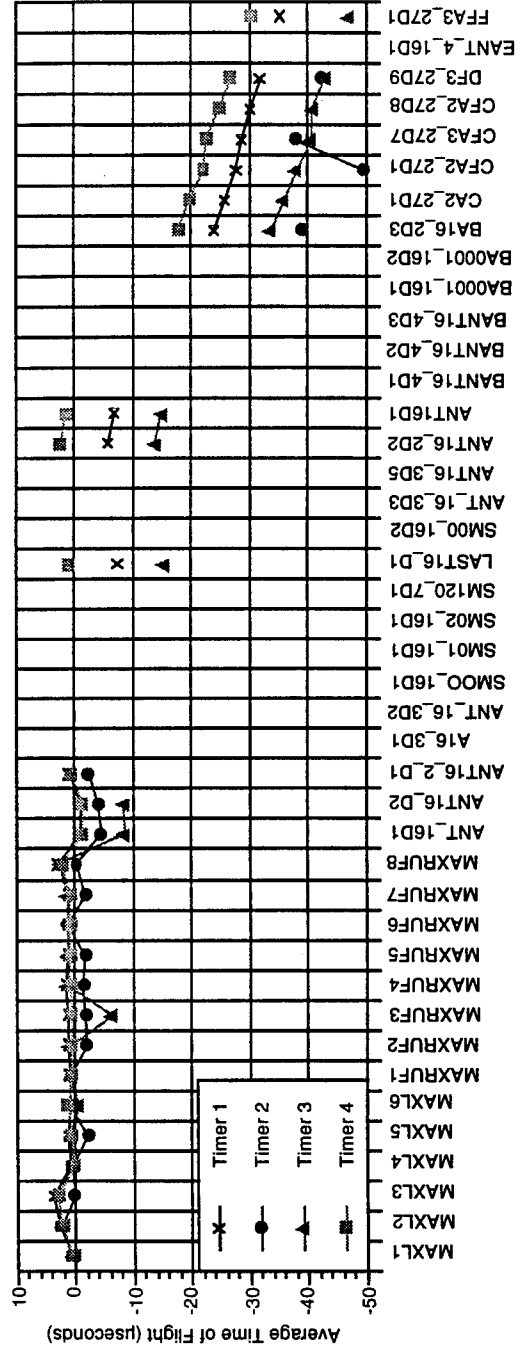 Average Time of Flight (µseconds)
10
0
-10
-20
-30
-40
-50
Timer 1
Timer 2
Timer 3
Timer 4
MAXL1
MAXL2
MAXL3
MAXL4
MAXL5
MAXL6
MAXRUF1
MAXRUF2
MAXRUF3
MAXRUF4
MAXRUF5
MAXRUF6
MAXRUF7
MAXRUF8
ANT_16D1
ANT16_D2
ANT16_2_D1
A16_3D1
ANT_16_3D2
SMOO_16D1
SM01_16D1
SM02_16D1
SM120_7D1
LAST16_D1
SM00_16D2
ANT_16_3D3
ANT16_3D5
ANT16_2D2
ANT16D1
BANT16_4D1
BANT16_4D2
BANT16_4D3
BA0001_16D1
BA0001_16D2
BA16_2D3
CA2_27D1
CFA2_27D1
CFA3_27D7
CFA2_27D8
DF3_27D9
EANT_4_16D1
FFA3_27D1